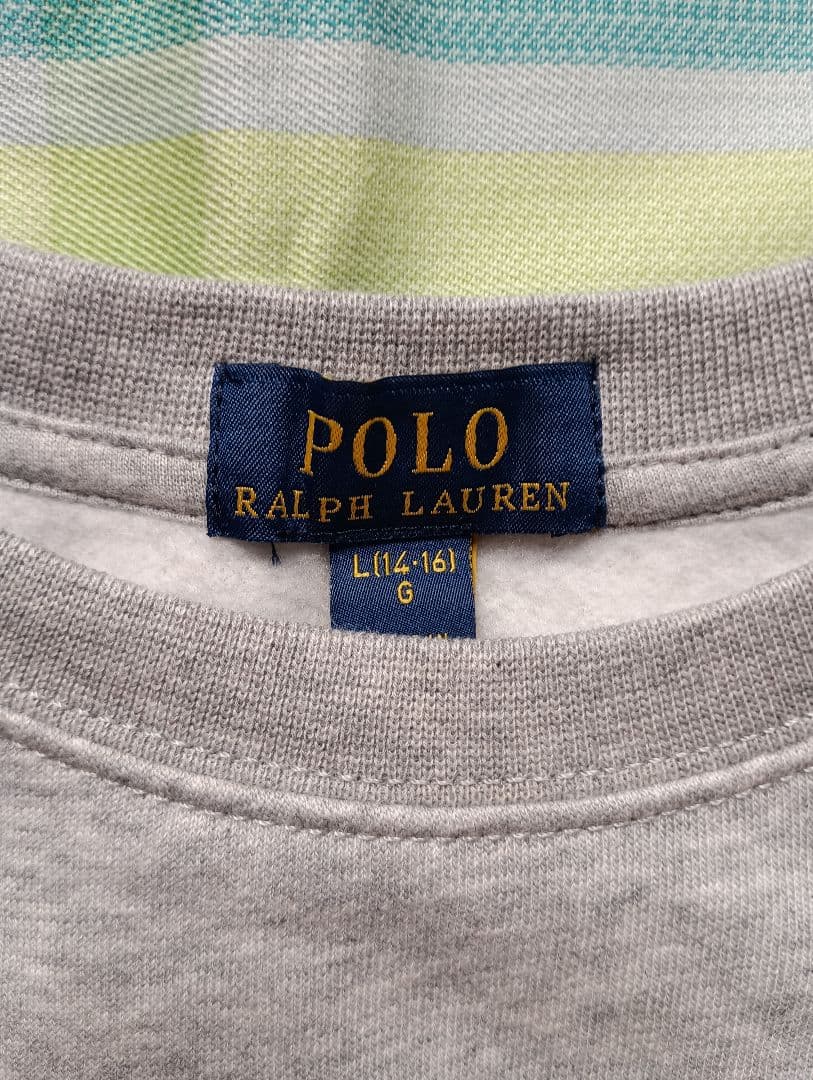 POLO
RALPH LAUREN
L(14·16)
G